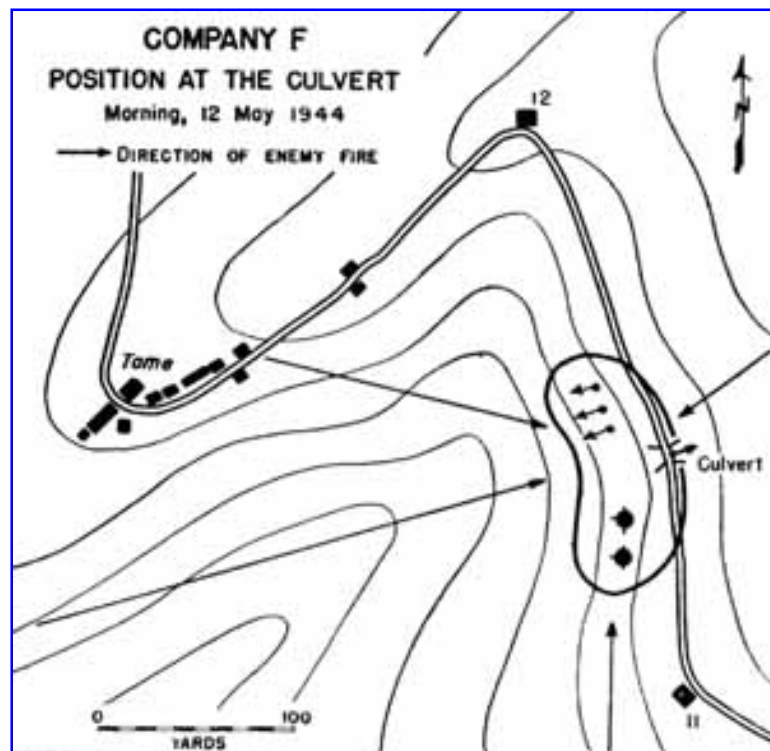 COMPANY F
POSITION AT THE CULVERT
Morning, 12 May 1944
DIRECTION OF ENEMY FIRE
12
N
Tame
Culvert
11
0 100
YARDS